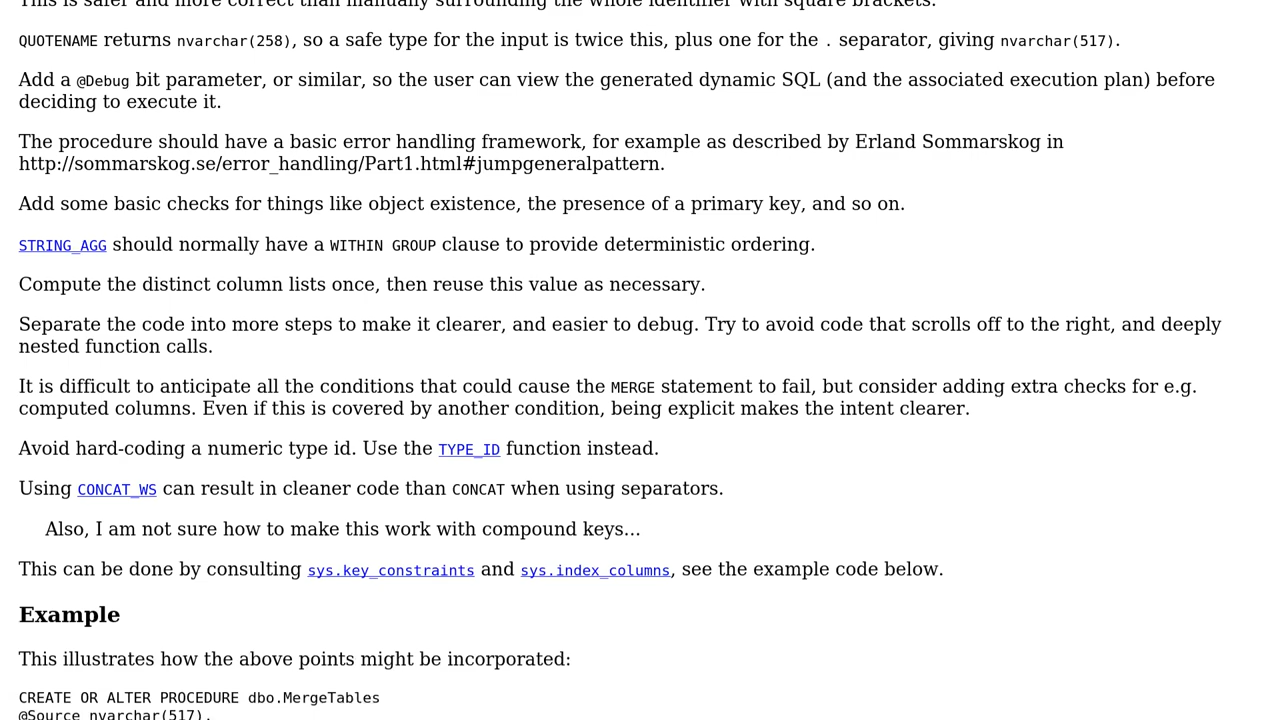 This is safer and more correct than manually surrounding the whole identifier with square brackets.
QUOTENAME returns nvarchar(258), so a safe type for the input is twice this, plus one for the . separator, giving nvarchar(517).
Add a @Debug bit parameter, or similar, so the user can view the generated dynamic SQL (and the associated execution plan) before
deciding to execute it.
The procedure should have a basic error handling framework, for example as described by Erland Sommarskog in
http://sommarskog.se/error_handling/Part1.html#jumpgeneralpattern.
Add some basic checks for things like object existence, the presence of a primary key, and so on.
STRING_AGG should normally have a WITHIN GROUP clause to provide deterministic ordering.
Compute the distinct column lists once, then reuse this value as necessary.
Separate the code into more steps to make it clearer, and easier to debug. Try to avoid code that scrolls off to the right, and deeply
nested function calls.
It is difficult to anticipate all the conditions that could cause the MERGE statement to fail, but consider adding extra checks for e.g.
computed columns. Even if this is covered by another condition, being explicit makes the intent clearer.
Avoid hard-coding a numeric type id. Use the TYPE_ID function instead.
Using CONCAT_WS can result in cleaner code than CONCAT when using separators.
Also, I am not sure how to make this work with compound keys...
This can be done by consulting sys.key_constraints and sys.index_columns, see the example code below.
Example
This illustrates how the above points might be incorporated:
CREATE OR ALTER PROCEDURE dbo.MergeTables
@Source nvarchar(517),